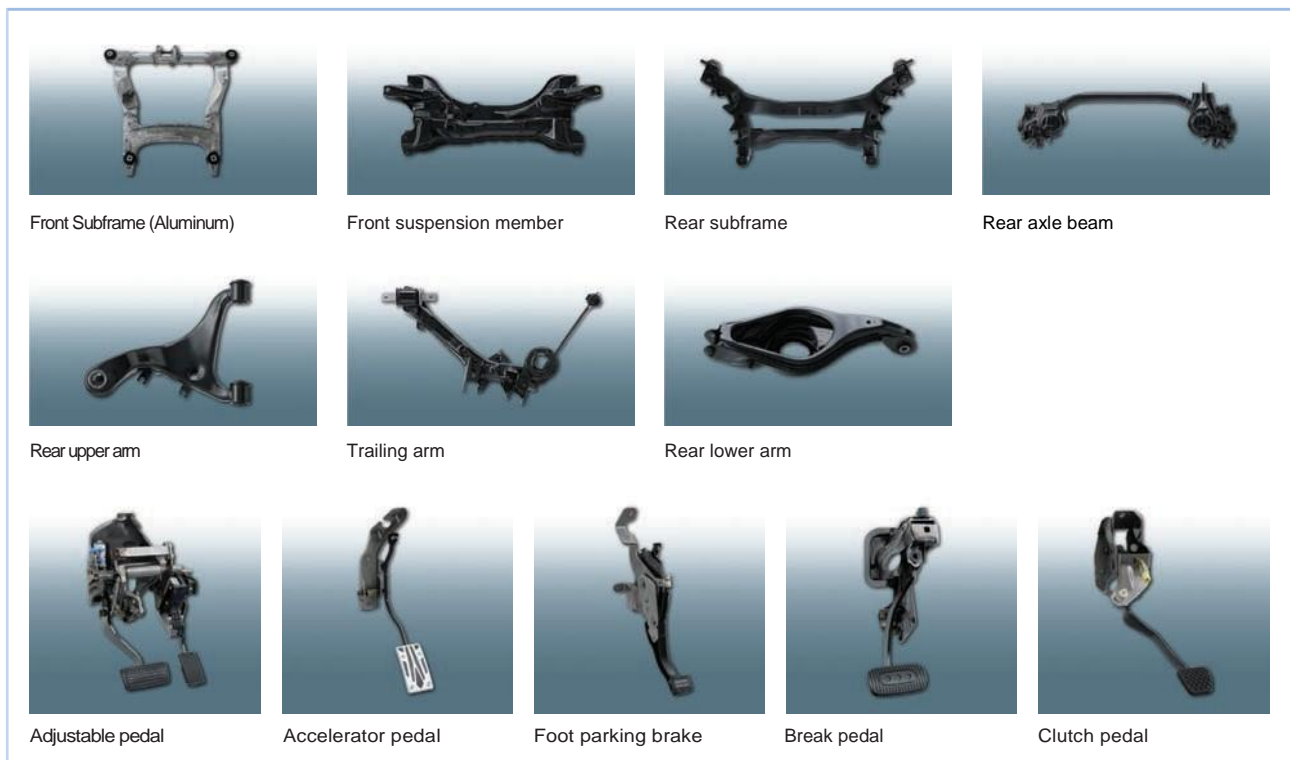 Front Subframe (Aluminum)
Front suspension member
Rear subframe
Rear axle beam
Rear upper arm
Trailing arm
Rear lower arm
Adjustable pedal
Accelerator pedal
Foot parking brake
Break pedal
Clutch pedal